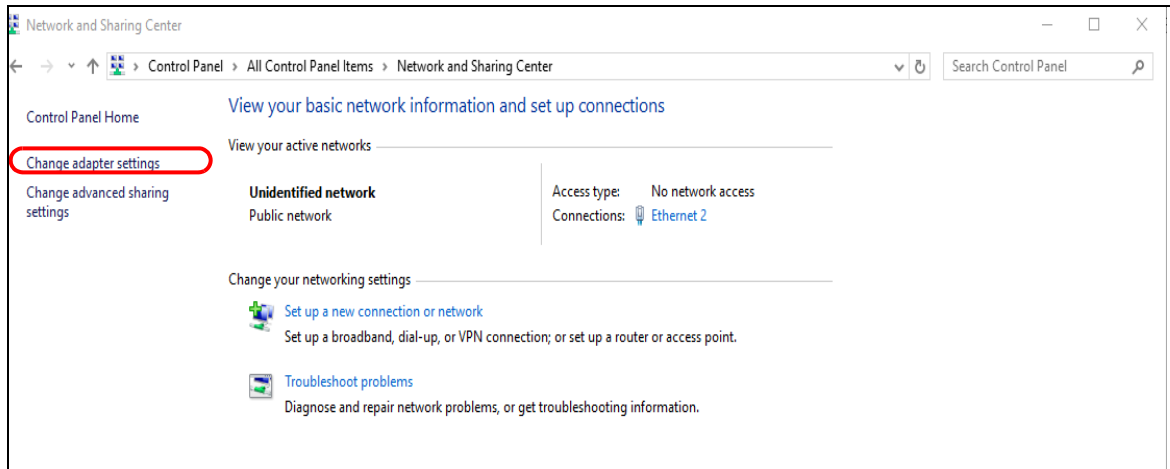 Network and Sharing Center
Control Panel > All Control Panel Items > Network and Sharing Center
Search Control Panel
Control Panel Home
Change adapter settings
Change advanced sharing
settings
View your basic network information and set up connections
View your active networks
Unidentified network
Public network
Access type: No network access
Connections: Ethernet 2
Change your networking settings
Set up a new connection or network
Set up a broadband, dial-up, or VPN connection; or set up a router or access point.
Troubleshoot problems
Diagnose and repair network problems, or get troubleshooting information.